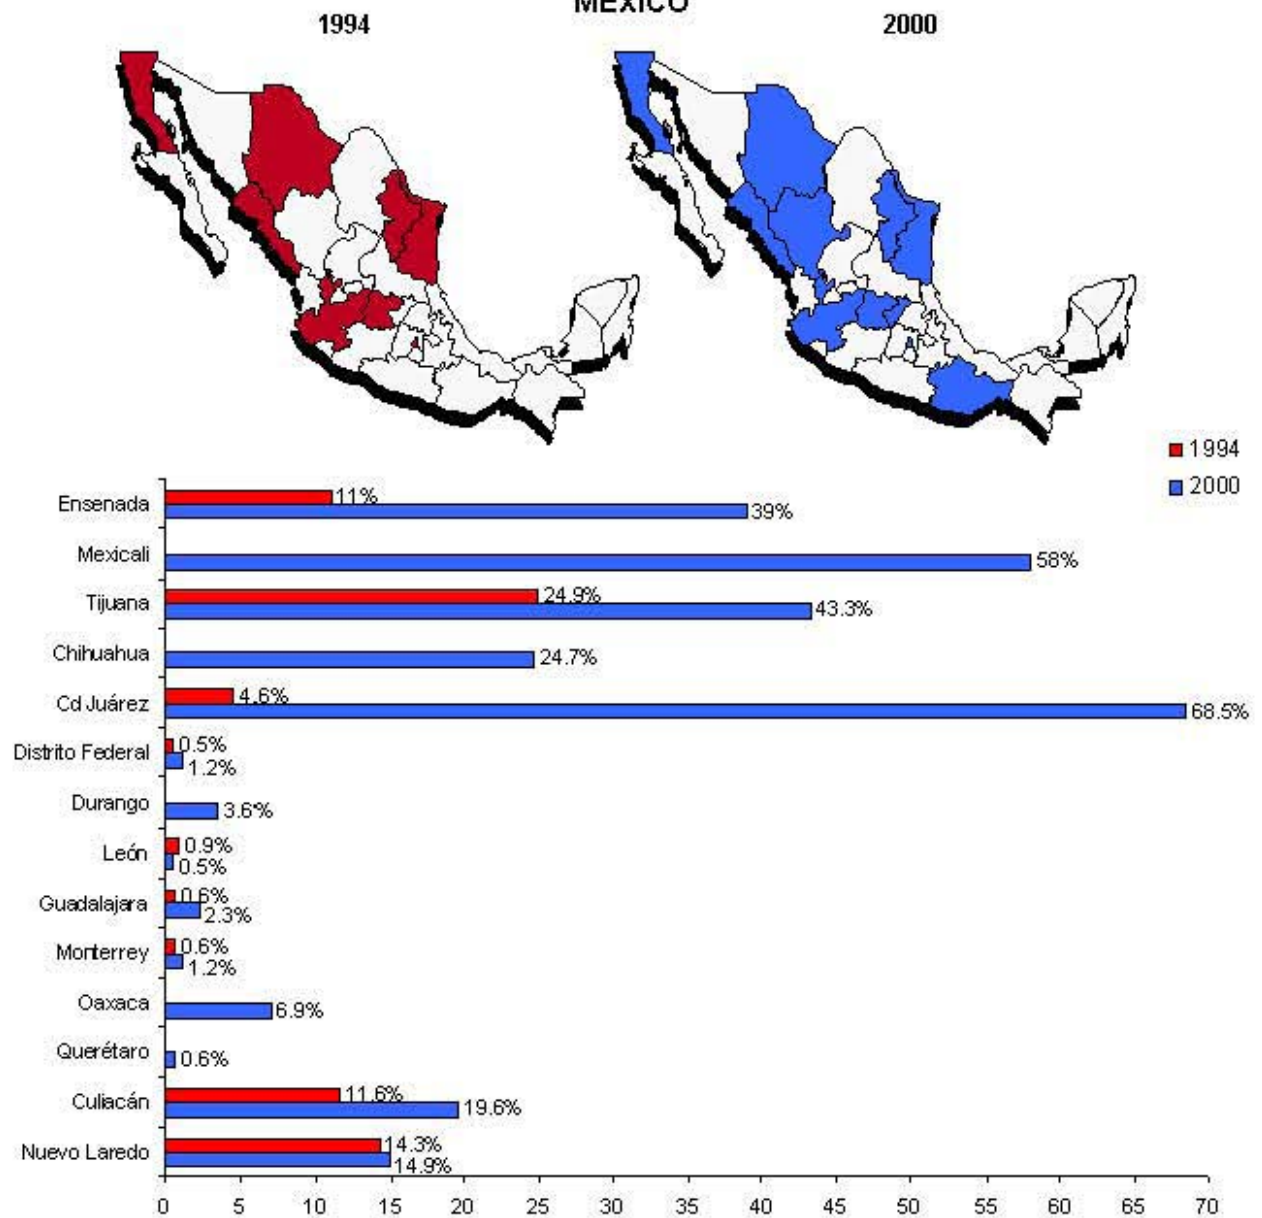 MEXICO
1994
2000
1994
2000
Ensenada
11%
39%
Mexicali
58%
Tijuana
24.9%
43.3%
Chihuahua
24.7%
Cd Juárez
4.6%
68.5%
Distrito Federal
0.5%
1.2%
Durango
3.6%
León
0.9%
0.5%
Guadalajara
0.6%
2.3%
Monterrey
0.6%
1.2%
Oaxaca
6.9%
Querétaro
0.6%
Culiacán
11.6%
19.6%
Nuevo Laredo
14.3%
14.9%
0 5 10 15 20 25 30 35 40 45 50 55 60 65 70